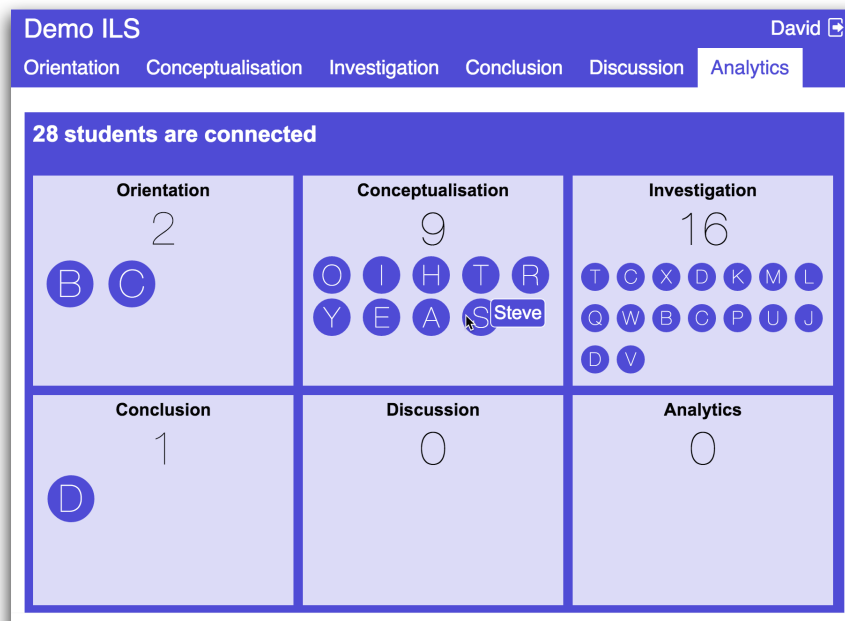 Demo ILS David
Orientation Conceptualisation Investigation Conclusion Discussion Analytics
28 students are connected
Orientation Conceptualisation Investigation
2 9 16
B C O I H T R T C X D K M L
Y E A S Steve Q W B C P U J
D V
Conclusion Discussion Analytics
1 0 0
D